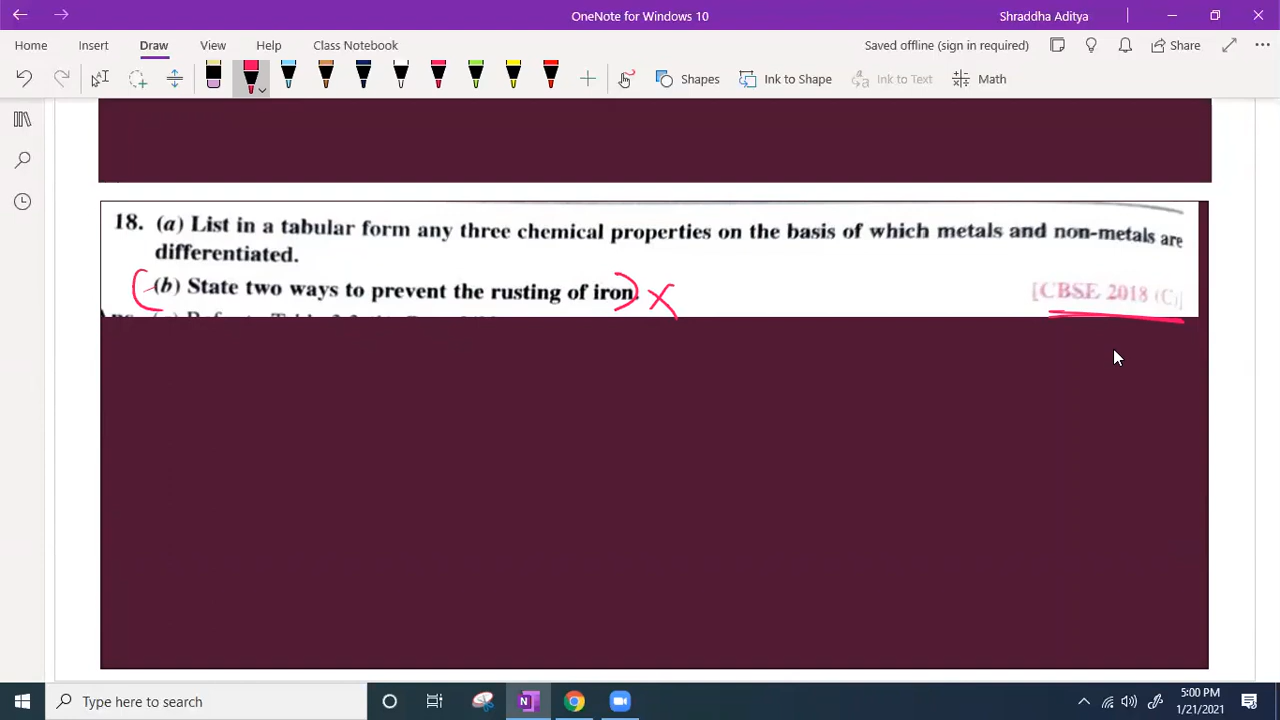 OneNote for Windows 10
Shraddha Aditya
Home Insert Draw View Help Class Notebook
Saved offline (sign in required)
Share
Shapes
Ink to Shape
Ink to Text
Math
18. (a) List in a tabular form any three chemical properties on the basis of which metals and non-metals are
differentiated.
(b) State two ways to prevent the rusting of iron.
[CBSE 2018 (C)]
Type here to search
5:00 PM
1/21/2021